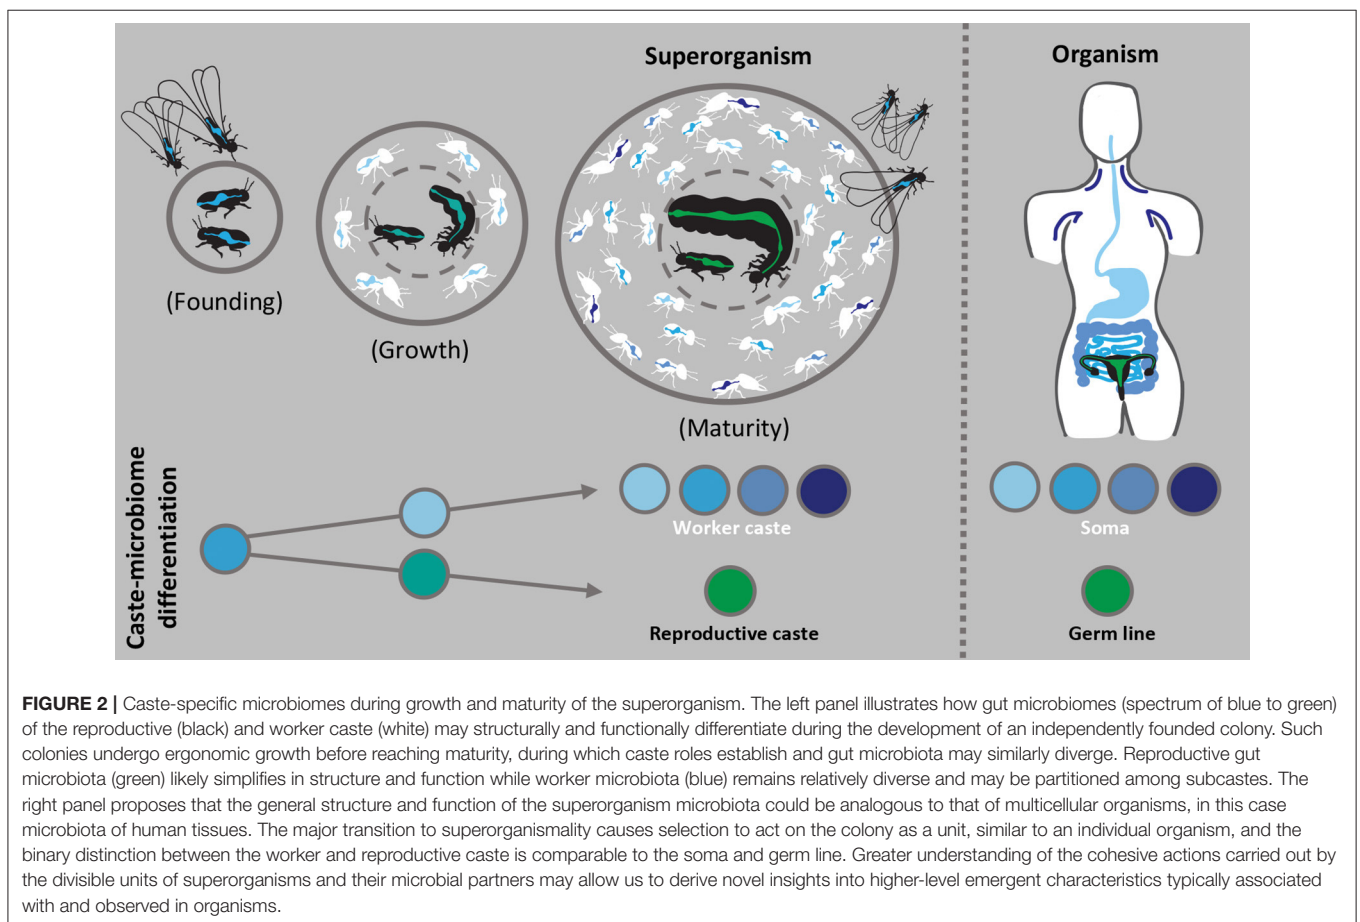 Superorganism
Organism
(Founding)
(Growth)
(Maturity)
Caste-microbiome
differentiation
Worker caste
Soma
Reproductive caste
Germ line
FIGURE 2 | Caste-specific microbiomes during growth and maturity of the superorganism. The left panel illustrates how gut microbiomes (spectrum of blue to green)
of the reproductive (black) and worker caste (white) may structurally and functionally differentiate during the development of an independently founded colony. Such
colonies undergo ergonomic growth before reaching maturity, during which caste roles establish and gut microbiota may similarly diverge. Reproductive gut
microbiota (green) likely simplifies in structure and function while worker microbiota (blue) remains relatively diverse and may be partitioned among subcastes. The
right panel proposes that the general structure and function of the superorganism microbiota could be analogous to that of multicellular organisms, in this case
microbiota of human tissues. The major transition to superorganismality causes selection to act on the colony as a unit, similar to an individual organism, and the
binary distinction between the worker and reproductive caste is comparable to the soma and germ line. Greater understanding of the cohesive actions carried out by
the divisible units of superorganisms and their microbial partners may allow us to derive novel insights into higher-level emergent characteristics typically associated
with and observed in organisms.